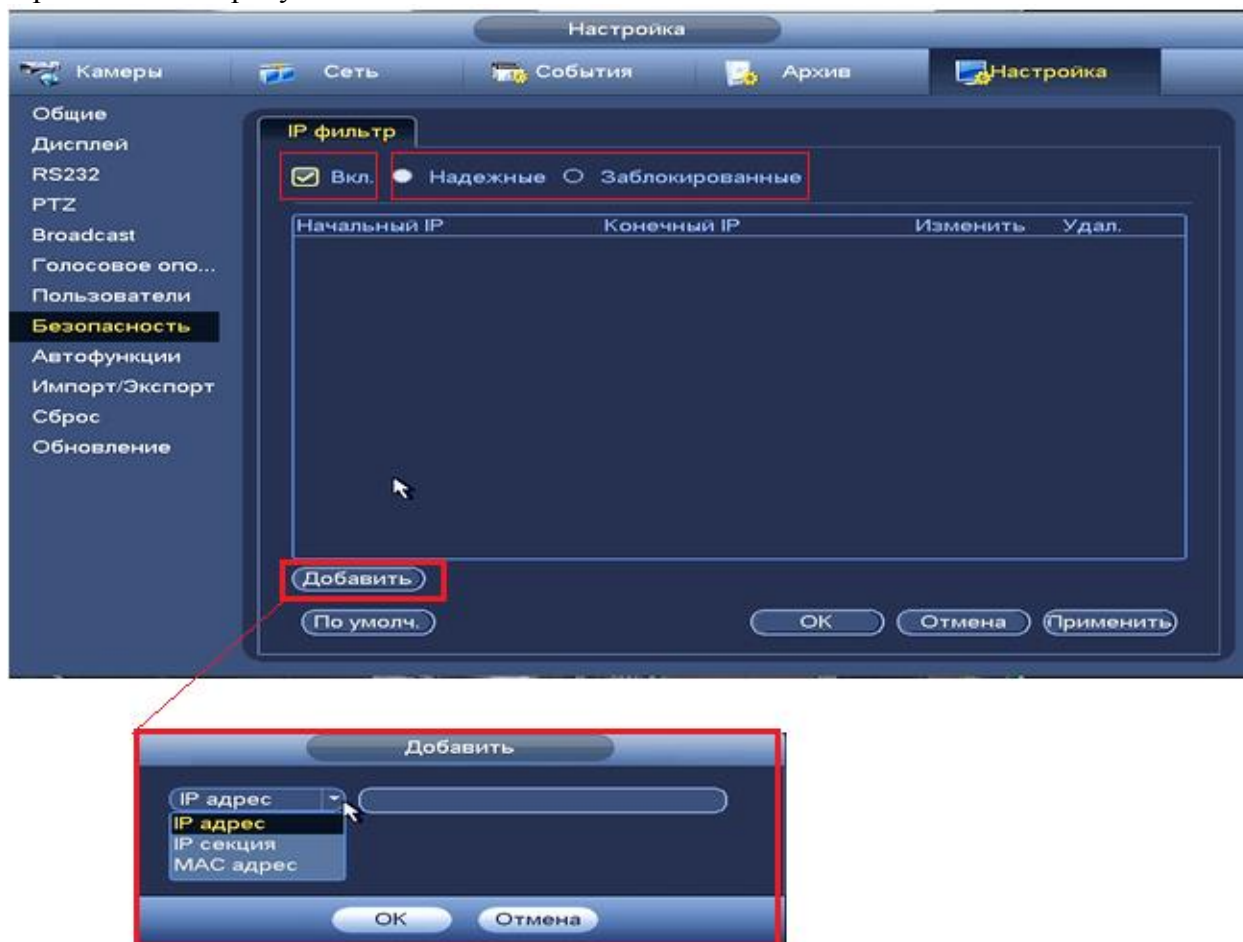 Настройка
Камеры Сеть События Архив Настройка
Общие
Дисплей
RS232
PTZ
Broadcast
Голосовое опо...
Пользователи
Безопасность
Автофункции
Импорт/Экспорт
Сброс
Обновление
IP фильтр
Вкл. Надежные Заблокированные
Начальный IP Конечный IP Изменить Удал.
Добавить
По умолч. OK Отмена Применить
Добавить
IP адрес
IP адрес
IP секция
MAC адрес
OK Отмена